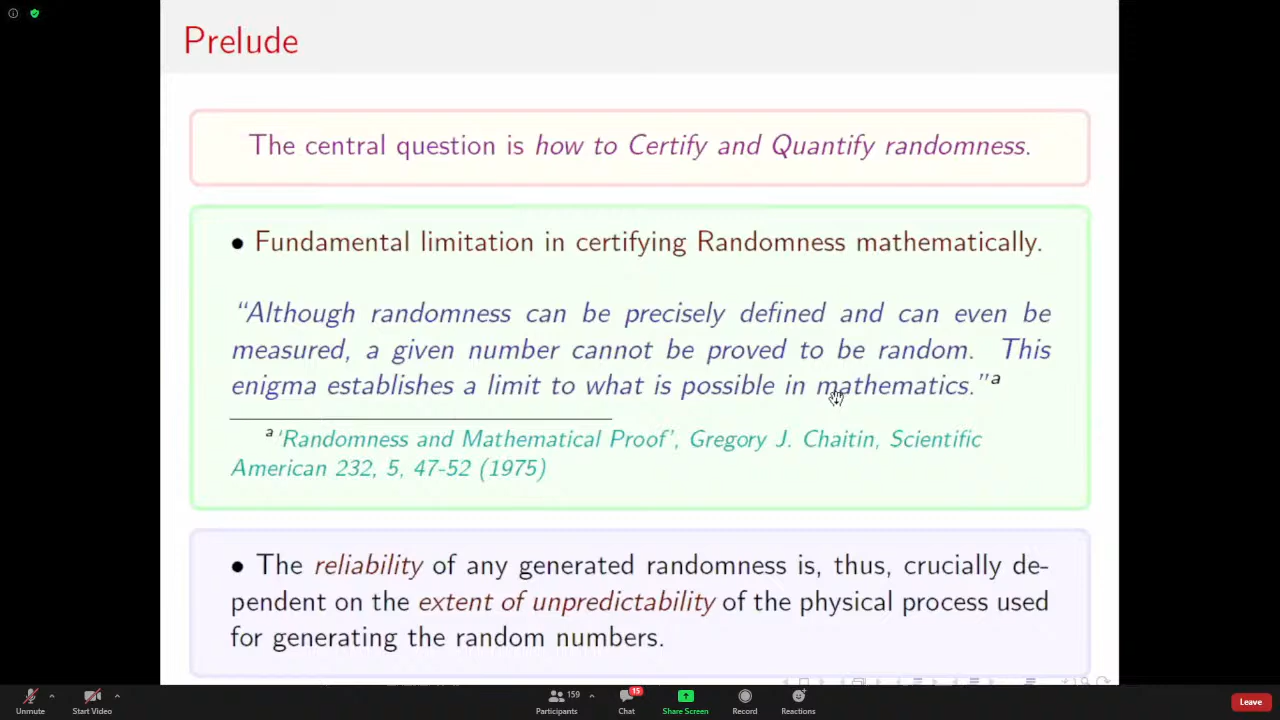 Prelude
The central question is how to Certify and Quantify randomness.
• Fundamental limitation in certifying Randomness mathematically.
“Although randomness can be precisely defined and can even be
measured, a given number cannot be proved to be random. This
enigma establishes a limit to what is possible in mathematics.”a
a‘Randomness and Mathematical Proof’, Gregory J. Chaitin, Scientific
American 232, 5, 47-52 (1975)
• The reliability of any generated randomness is, thus, crucially de-
pendent on the extent of unpredictability of the physical process used
for generating the random numbers.
159
15
Unmute
Start Video
Participants
Chat
Share Screen
Record
Reactions
Leave